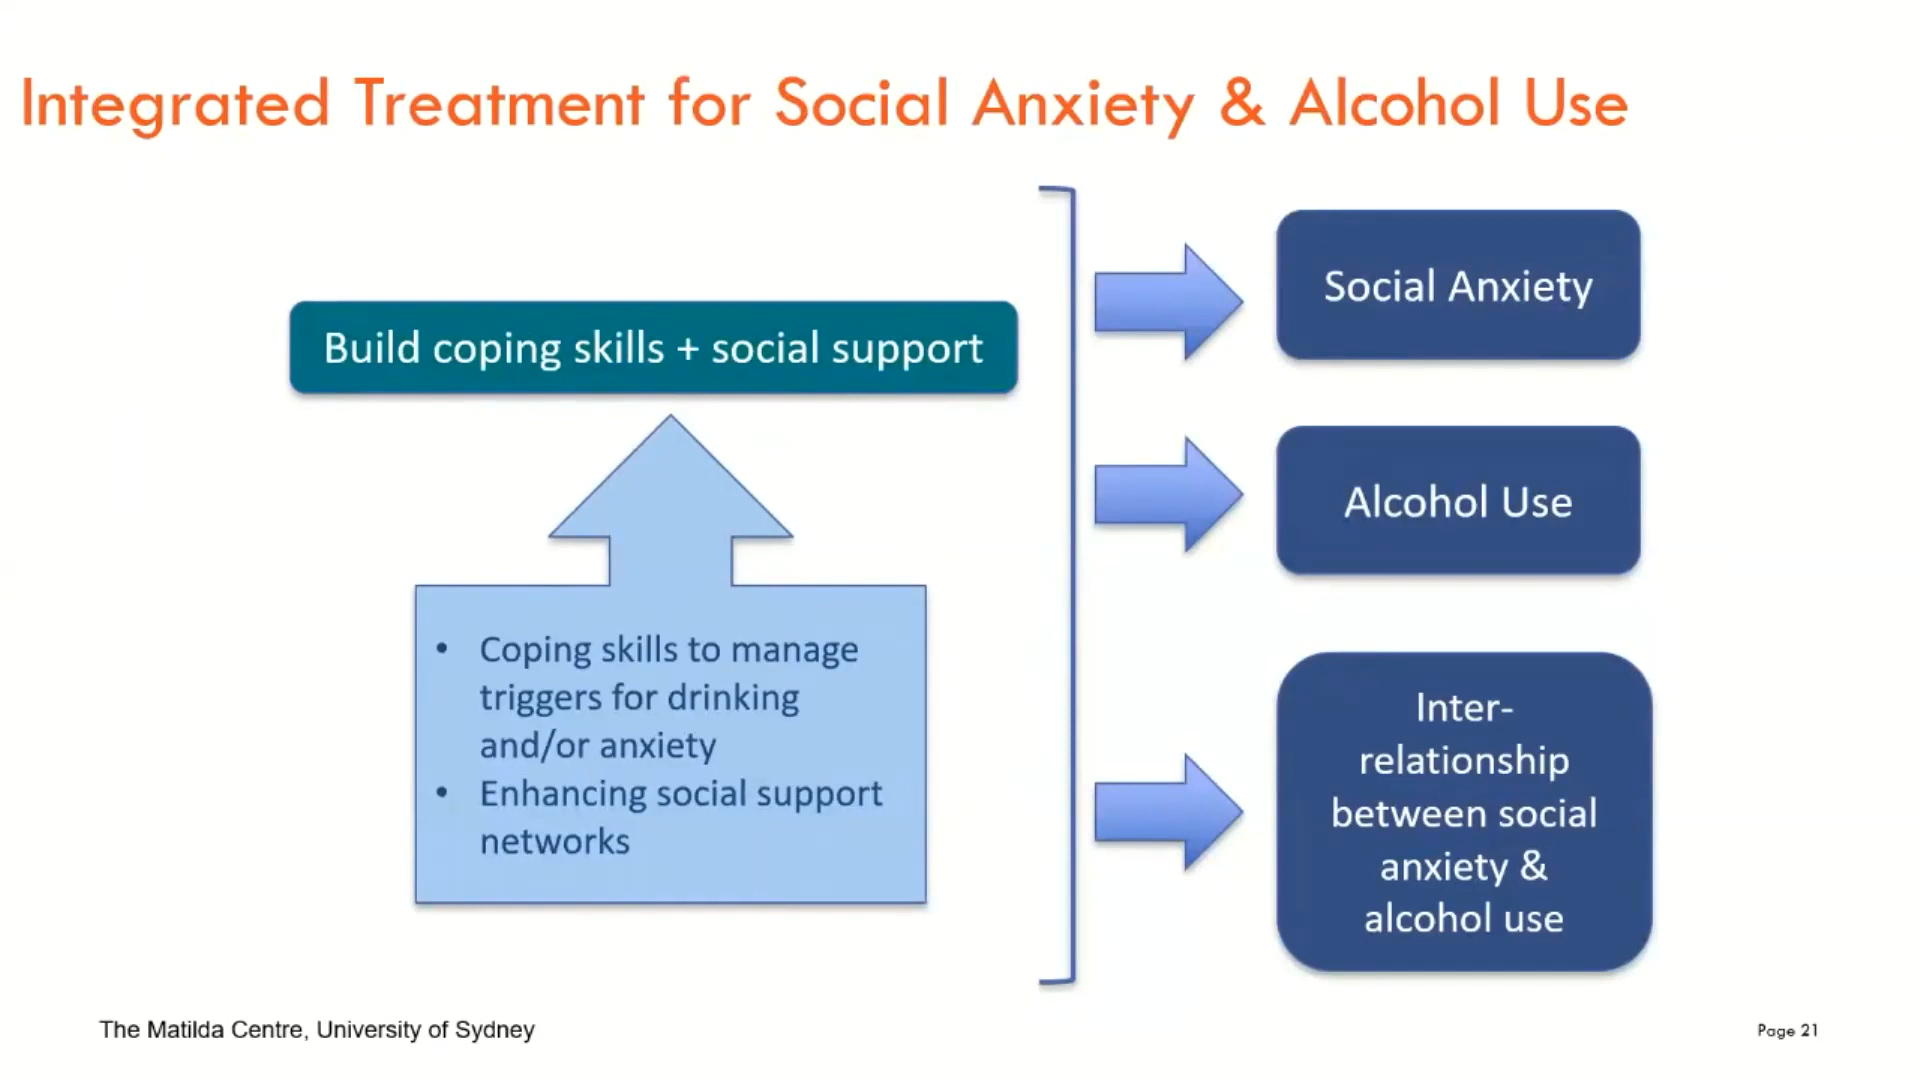 Integrated Treatment for Social Anxiety & Alcohol Use
Build coping skills + social support
• Coping skills to manage
triggers for drinking
and/or anxiety
• Enhancing social support
networks
Social Anxiety
Alcohol Use
Inter-
relationship
between social
anxiety &
alcohol use
The Matilda Centre, University of Sydney
Page 21